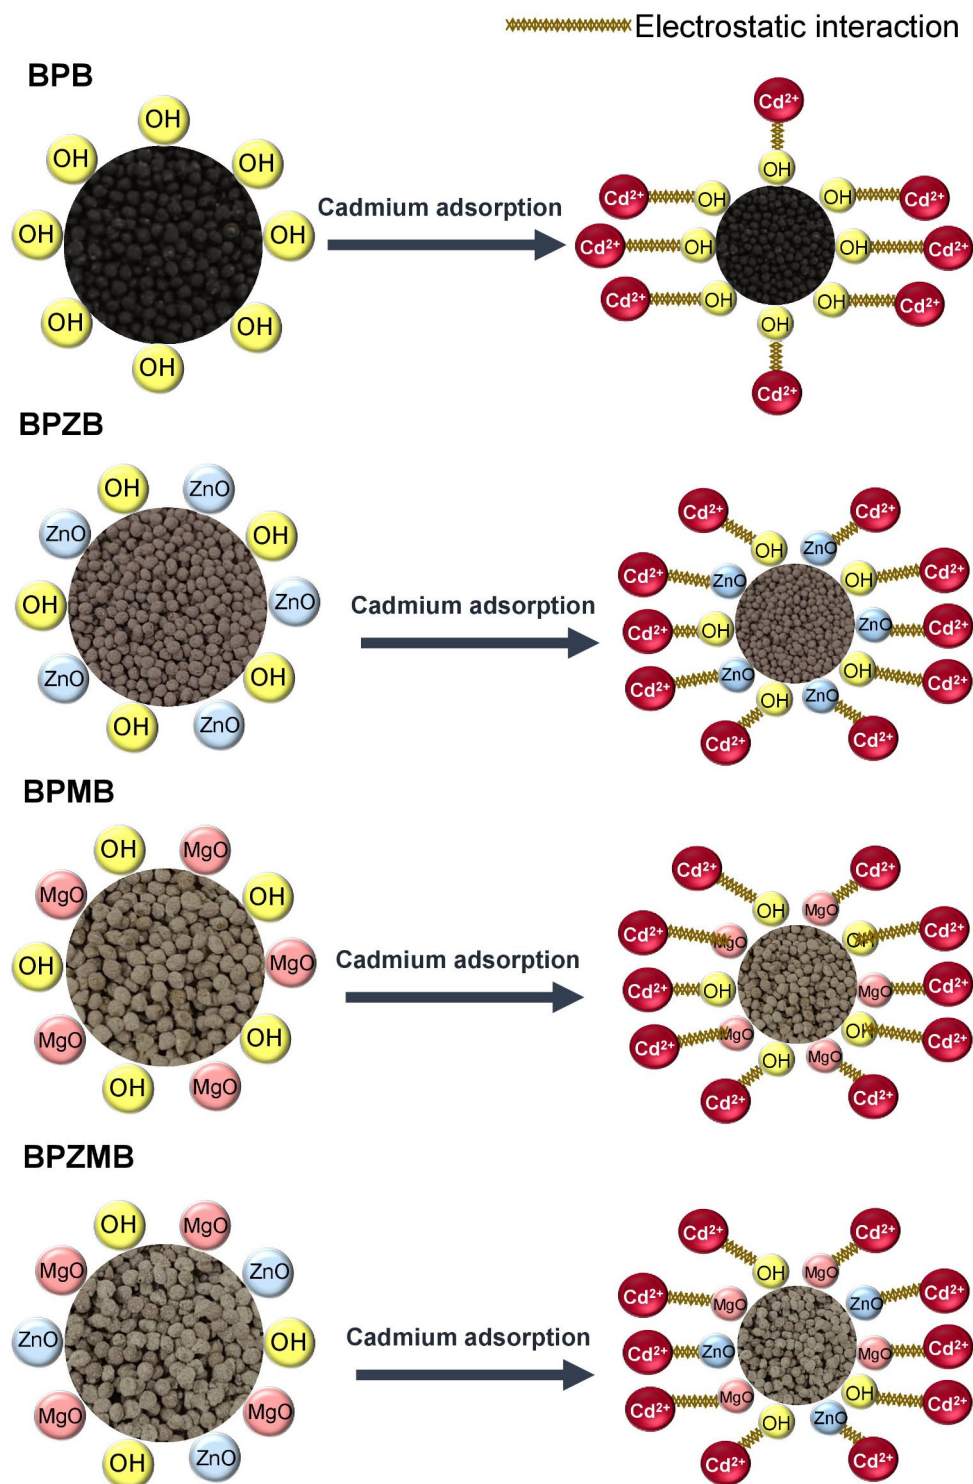 Electrostatic interaction
BPB
OH
OH
OH
OH
OH
OH
OH
OH
Cadmium adsorption
Cd²⁺
OH
Cd²⁺ OH
OH Cd²⁺
Cd²⁺ OH
OH Cd²⁺
Cd²⁺ OH
OH Cd²⁺
OH
Cd²⁺
BPZB
OH ZnO
ZnO OH
OH ZnO
ZnO OH
OH ZnO
Cadmium adsorption
Cd²⁺ Cd²⁺
OH ZnO
Cd²⁺ ZnO OH Cd²⁺
Cd²⁺ OH ZnO Cd²⁺
Cd²⁺ ZnO OH Cd²⁺
OH ZnO
Cd²⁺ Cd²⁺
BPMB
OH MgO
MgO OH
OH MgO
MgO OH
OH MgO
Cadmium adsorption
Cd²⁺ Cd²⁺
OH MgO
Cd²⁺ MgO OH Cd²⁺
Cd²⁺ OH MgO Cd²⁺
Cd²⁺ MgO OH Cd²⁺
OH MgO
Cd²⁺ Cd²⁺
BPZMB
OH MgO
MgO ZnO
ZnO OH
MgO MgO
OH ZnO
Cadmium adsorption
Cd²⁺ Cd²⁺
OH MgO
Cd²⁺ MgO ZnO Cd²⁺
Cd²⁺ ZnO MgO Cd²⁺
Cd²⁺ MgO OH Cd²⁺
OH ZnO
Cd²⁺ Cd²⁺